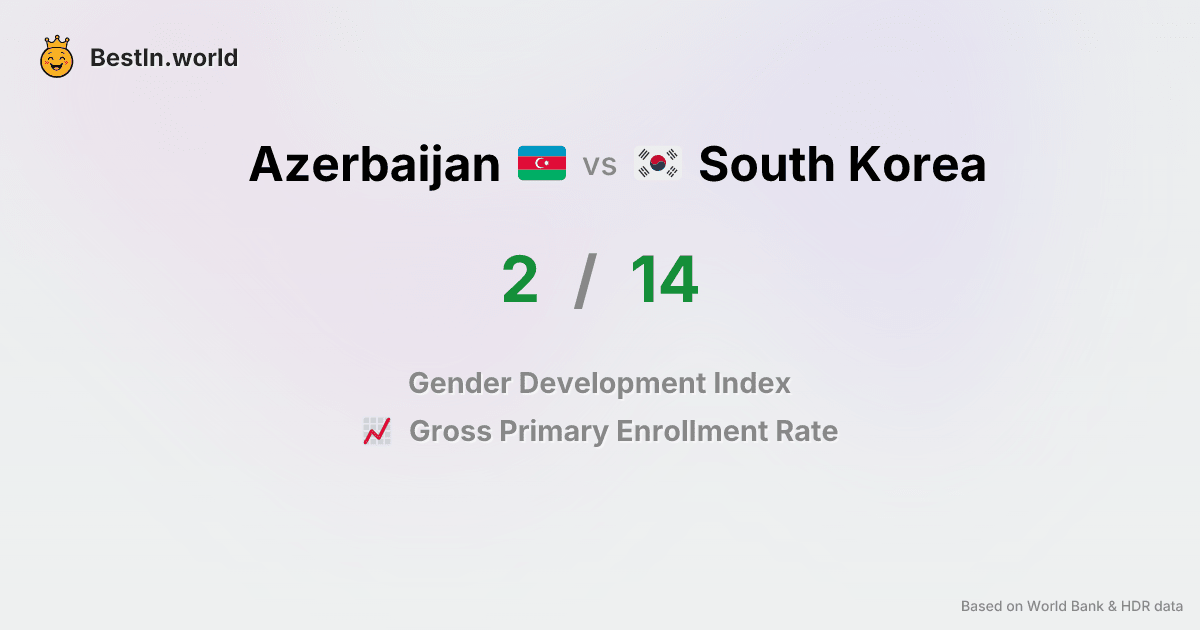 BestIn.world
Azerbaijan vs South Korea
2 / 14
Gender Development Index
Gross Primary Enrollment Rate
Based on World Bank & HDR data